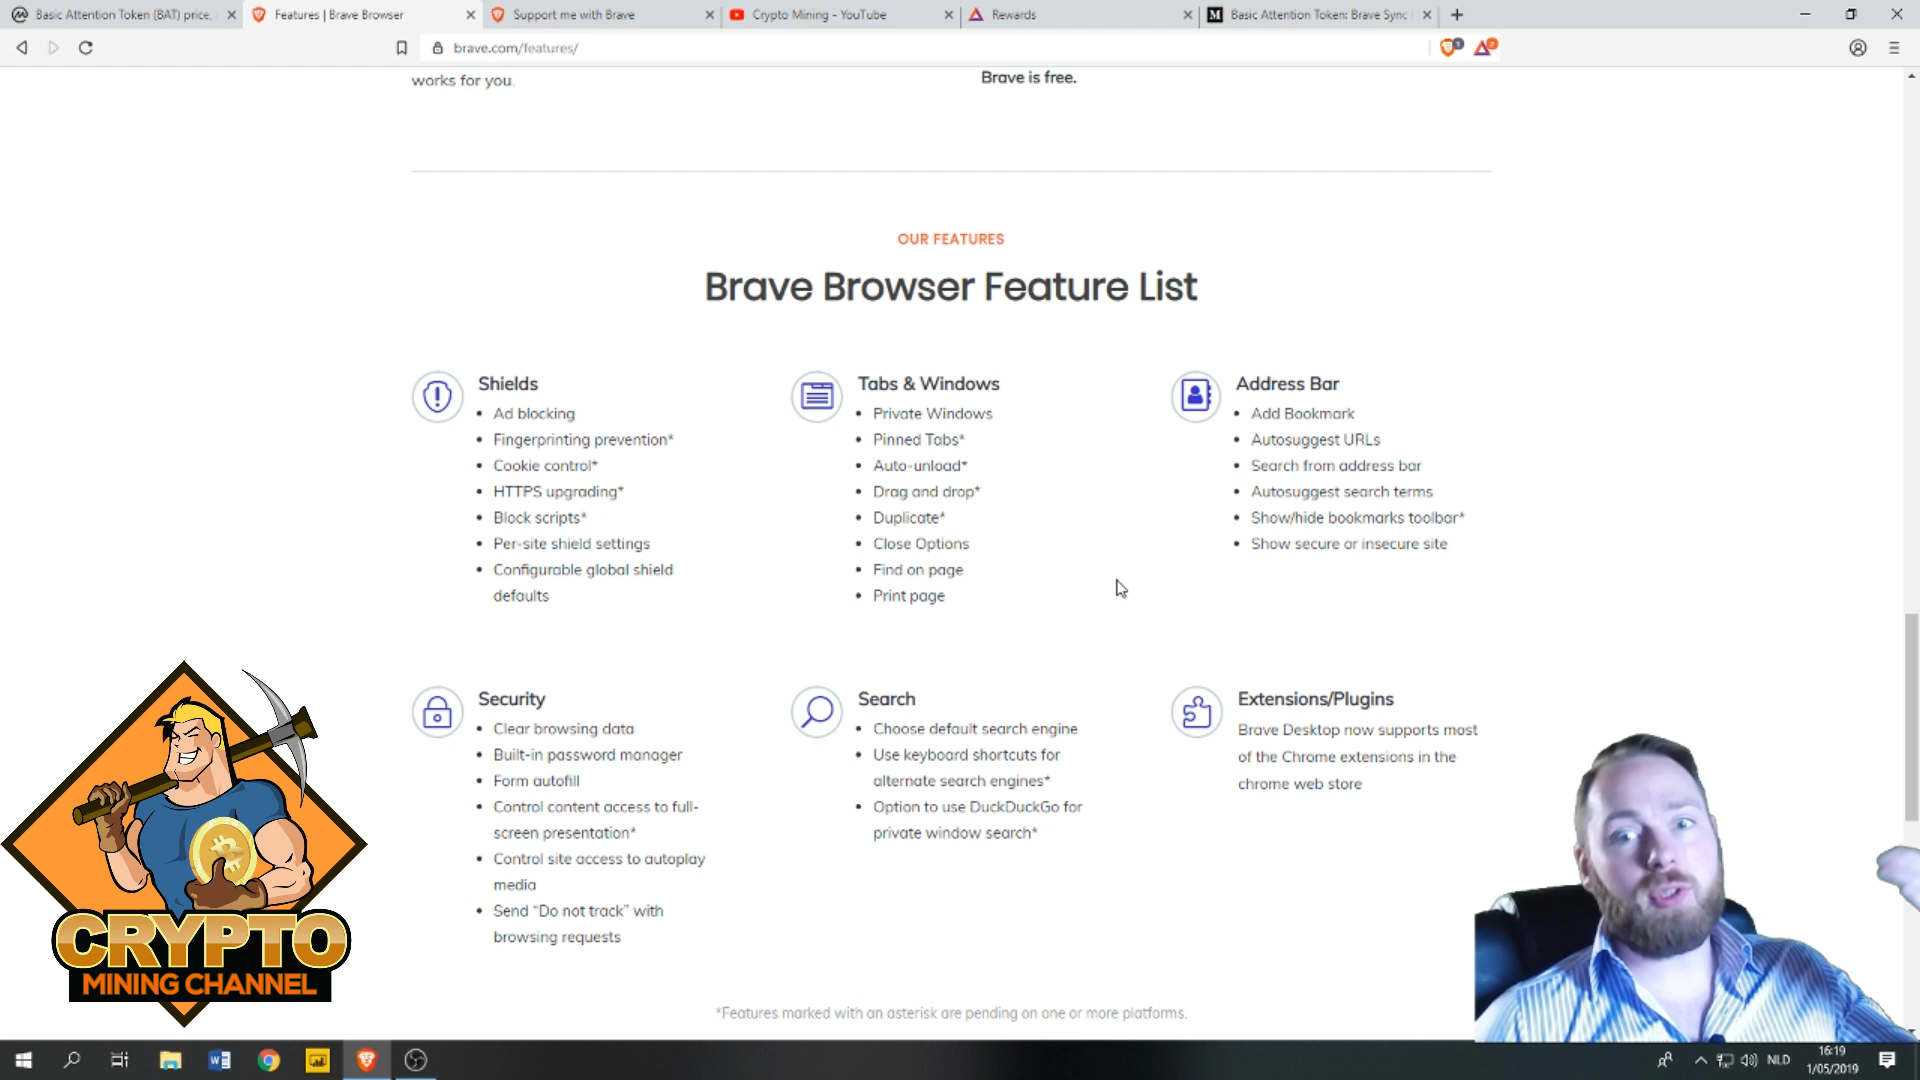 Basic Attention Token (BAT) price,
Features | Brave Browser
Support me with Brave
Crypto Mining - YouTube
Rewards
Basic Attention Token: Brave Sync
brave.com/features/
works for you.
Brave is free.
OUR FEATURES
Brave Browser Feature List
Shields
• Ad blocking
• Fingerprinting prevention*
• Cookie control*
• HTTPS upgrading*
• Block scripts*
• Per-site shield settings
• Configurable global shield
defaults
Tabs & Windows
• Private Windows
• Pinned Tabs*
• Auto-unload*
• Drag and drop*
• Duplicate*
• Close Options
• Find on page
• Print page
Address Bar
• Add Bookmark
• Autosuggest URLs
• Search from address bar
• Autosuggest search terms
• Show/hide bookmarks toolbar*
• Show secure or insecure site
Security
• Clear browsing data
• Built-in password manager
• Form autofill
• Control content access to full-
screen presentation*
• Control site access to autoplay
media
• Send “Do not track” with
browsing requests
Search
• Choose default search engine
• Use keyboard shortcuts for
alternate search engines*
• Option to use DuckDuckGo for
private window search*
Extensions/Plugins
Brave Desktop now supports most
of the Chrome extensions in the
chrome web store
*Features marked with an asterisk are pending on one or more platforms.
CRYPTO
MINING CHANNEL
NLD
16:19
1/05/2019